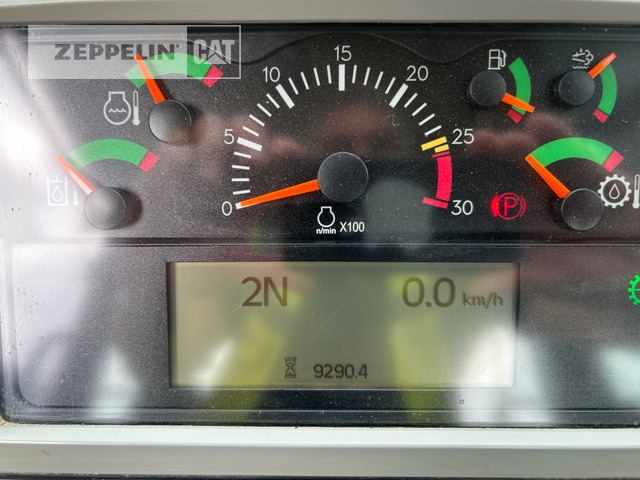 ZEPPELIN CAT
0 5 10 15 20 25 30
n/min X100
P
2N 0.0 km/h
9290.4